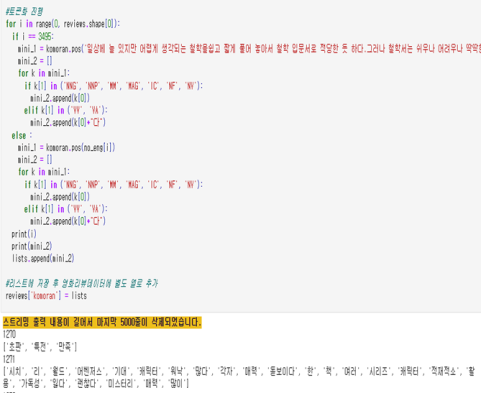 #토큰화 진행
for i in range(0, reviews.shape[0]):
if i == 3495:
mini_1 = komoran.pos('일상에 늘 있지만 어렵게 생각되는 철학을쉽고 짧게 풀어 놓아서 철학 입문서로 적당한 듯 하다.그러나 철학서는 쉬우나 어려우나 딱딱한
mini_2 = []
for k in mini_1:
if k[1] in ('NNG', 'NNP', 'MM', 'MAG', 'IC', 'NF', 'NV'):
mini_2.append(k[0])
elif k[1] in ('VV', 'VA'):
mini_2.append(k[0]+"다")
else :
mini_1 = komoran.pos(no_eng[i])
mini_2 = []
for k in mini_1:
if k[1] in ('NNG', 'NNP', 'MM', 'MAG', 'IC', 'NF', 'NV'):
mini_2.append(k[0])
elif k[1] in ('VV', 'VA'):
mini_2.append(k[0]+"다")
print(i)
print(mini_2)
lists.append(mini_2)
#리스트에 저장 후 영화리뷰데이터에 별도 열로 추가
reviews['komoran'] = lists
스트리밍 출력 내용이 길어서 마지막 5000줄이 삭제되었습니다.
1270
['초판', '특전', '만족']
1271
['시치', '리', '월드', '어벤저스', '기대', '캐릭터', '워낙', '많다', '각자', '매력', '돋보이다', '한', '책', '여러', '시리즈', '캐릭터', '적재적소', '활
용', '가독성', '있다', '괜찮다', '미스터리', '매력', '많이']